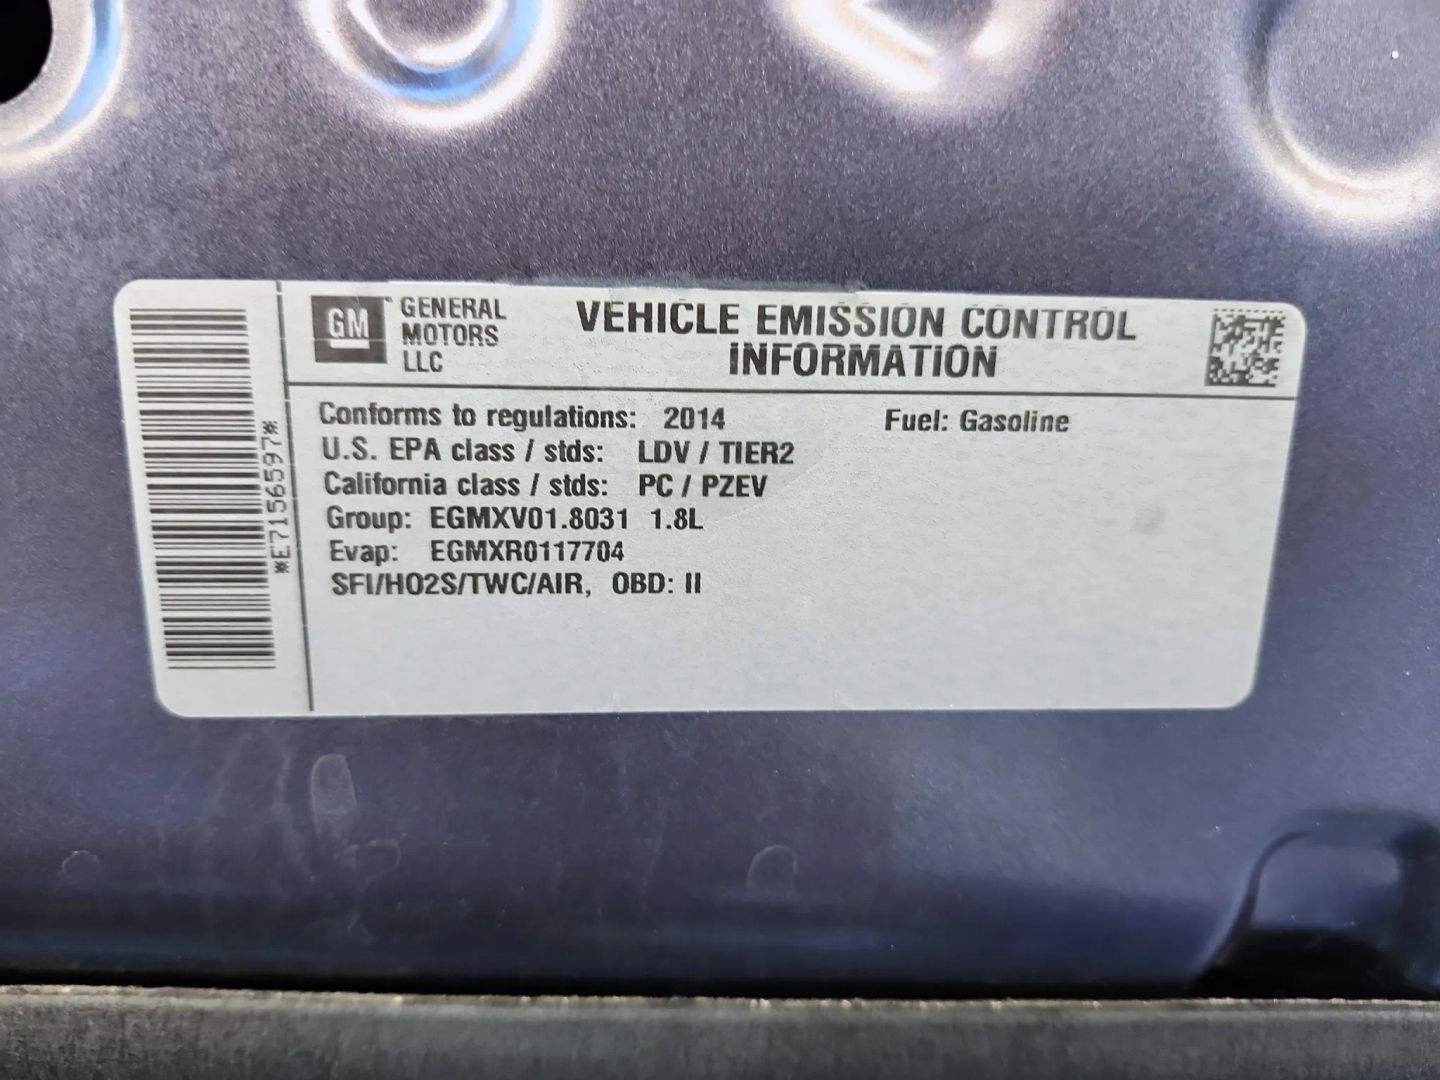 GM
GENERAL
MOTORS
LLC
VEHICLE EMISSION CONTROL
INFORMATION
*E7156597*
Conforms to regulations: 2014 Fuel: Gasoline
U.S. EPA class / stds: LDV / TIER2
California class / stds: PC / PZEV
Group: EGMXV01.8031 1.8L
Evap: EGMXR0117704
SFI/HO2S/TWC/AIR, OBD: II